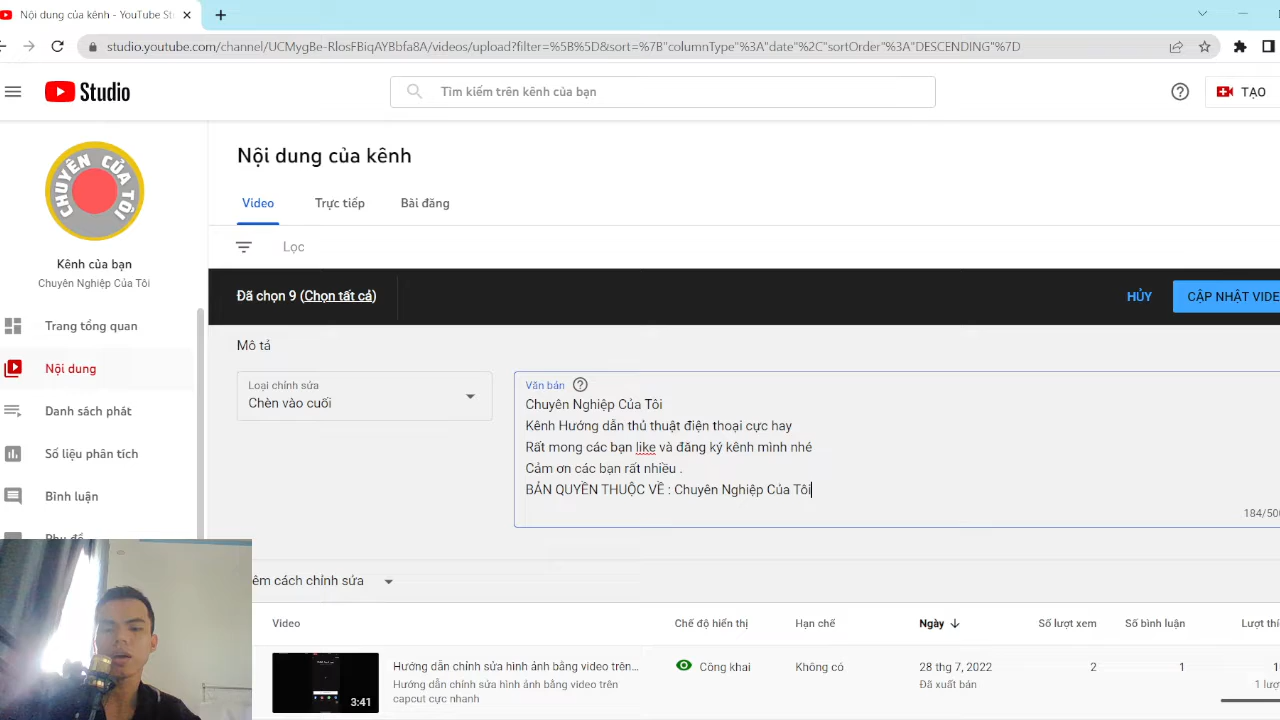 Nội dung của kênh - YouTube St
studio.youtube.com/channel/UCMygBe-RlosFBiqAYBbfa8A/videos/upload?filter=%5B%5D&sort=%7B"columnType"%3A"date"%2C"sortOrder"%3A"DESCENDING"%7D
Studio
Tìm kiếm trên kênh của bạn
TẠO
CHUYÊN CỦA TÔI
Kênh của bạn
Chuyên Nghiệp Của Tôi
Trang tổng quan
Nội dung
Danh sách phát
Số liệu phân tích
Bình luận
Phụ đề
Nội dung của kênh
Video
Trực tiếp
Bài đăng
Lọc
Đã chọn 9 (Chọn tất cả)
HỦY
CẬP NHẬT VIDE
Mô tả
Loại chỉnh sửa
Chèn vào cuối
Văn bản
Chuyên Nghiệp Của Tôi
Kênh Hướng dẫn thủ thuật điện thoại cực hay
Rất mong các bạn like và đăng ký kênh mình nhé
Cảm ơn các bạn rất nhiều .
BẢN QUYỀN THUỘC VỀ : Chuyên Nghiệp Của Tôi
184/500
êm cách chỉnh sửa
Video
Chế độ hiển thị
Hạn chế
Ngày
Số lượt xem
Số bình luận
Lượt thí
3:41
Hướng dẫn chỉnh sửa hình ảnh bằng video trên...
Hướng dẫn chỉnh sửa hình ảnh bằng video trên
capcut cực nhanh
Công khai
Không có
28 thg 7, 2022
Đã xuất bản
2
1
1 lượ